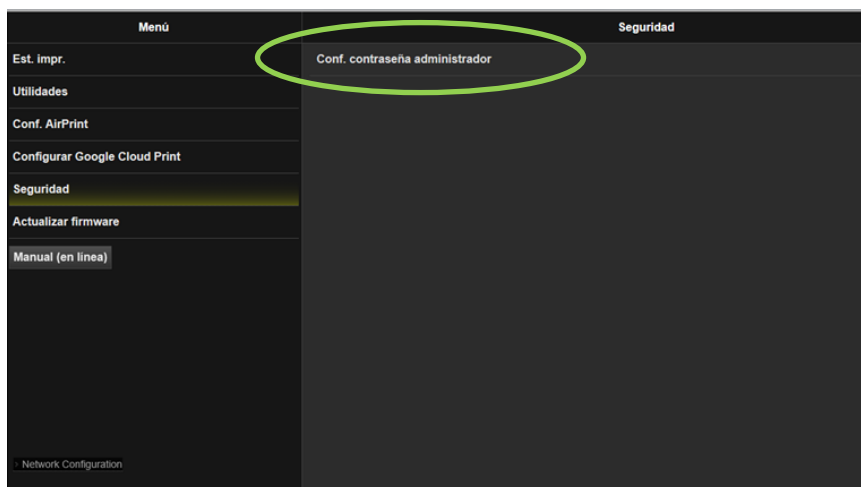 Menú
Seguridad
Est. impr.
Conf. contraseña administrador
Utilidades
Conf. AirPrint
Configurar Google Cloud Print
Seguridad
Actualizar firmware
Manual (en línea)
> Network Configuration